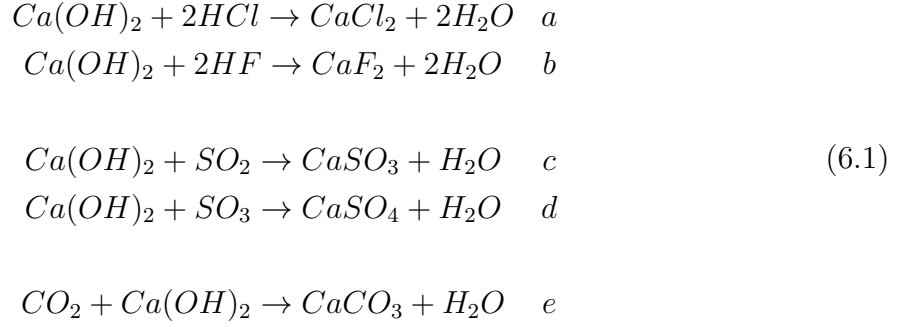 Ca(OH)₂ + 2HCl → CaCl₂ + 2H₂O a
Ca(OH)₂ + 2HF → CaF₂ + 2H₂O b
Ca(OH)₂ + SO₂ → CaSO₃ + H₂O c (6.1)
Ca(OH)₂ + SO₃ → CaSO₄ + H₂O d
CO₂ + Ca(OH)₂ → CaCO₃ + H₂O e